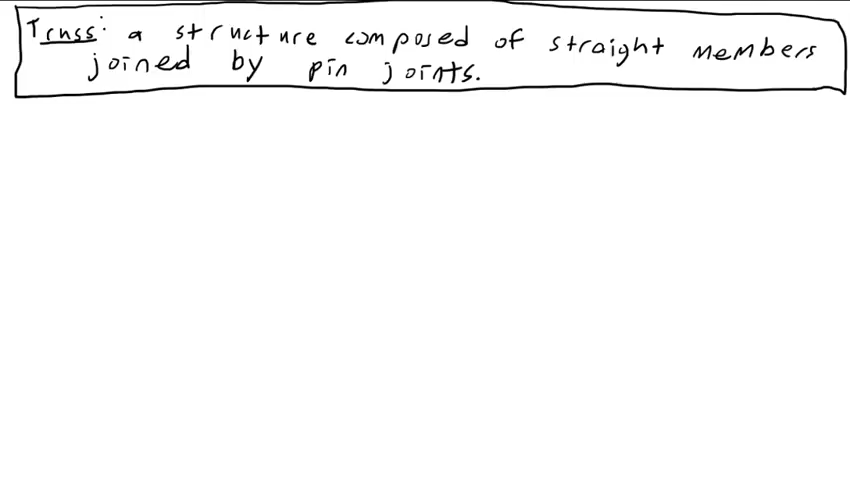 Truss: a structure composed of straight members
joined by pin joints.